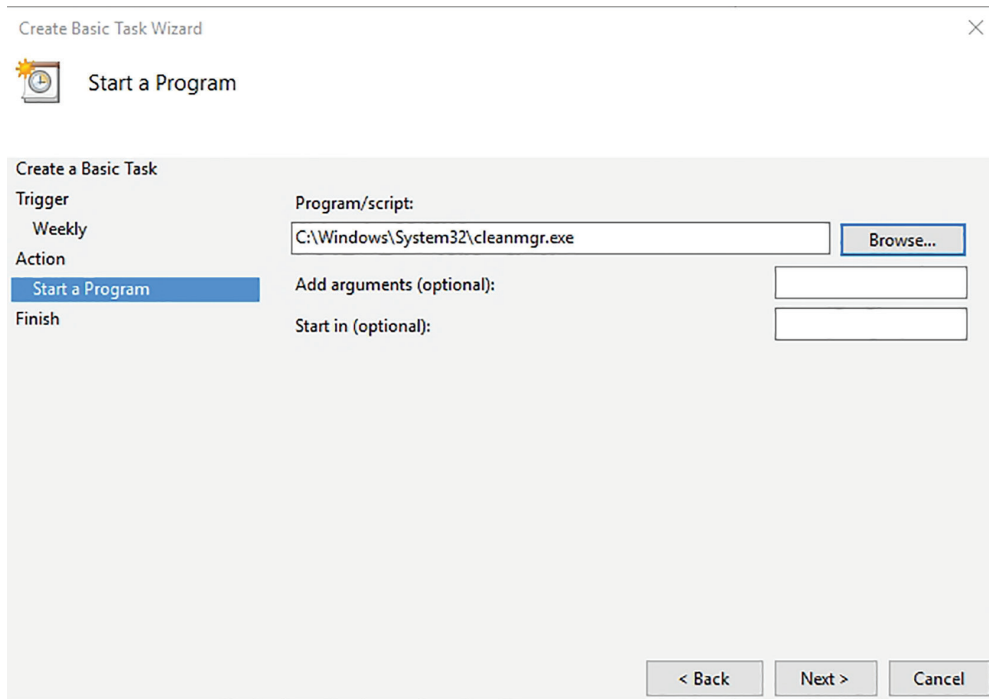 Create Basic Task Wizard
Start a Program
Create a Basic Task
Trigger
Weekly
Action
Start a Program
Finish
Program/script:
C:\Windows\System32\cleanmgr.exe
Browse...
Add arguments (optional):
Start in (optional):
< Back
Next >
Cancel